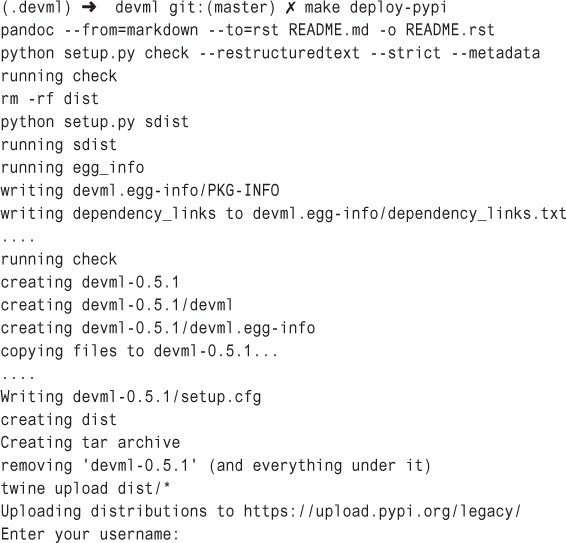 (.devml) ➜  devml git:(master) ✗ make deploy-pypi
pandoc --from=markdown --to=rst README.md -o README.rst
python setup.py check --restructuredtext --strict --metadata
running check
rm -rf dist
python setup.py sdist
running sdist
running egg_info
writing devml.egg-info/PKG-INFO
writing dependency_links to devml.egg-info/dependency_links.txt
....
running check
creating devml-0.5.1
creating devml-0.5.1/devml
creating devml-0.5.1/devml.egg-info
copying files to devml-0.5.1...
....
Writing devml-0.5.1/setup.cfg
creating dist
Creating tar archive
removing 'devml-0.5.1' (and everything under it)
twine upload dist/*
Uploading distributions to https://upload.pypi.org/legacy/
Enter your username: